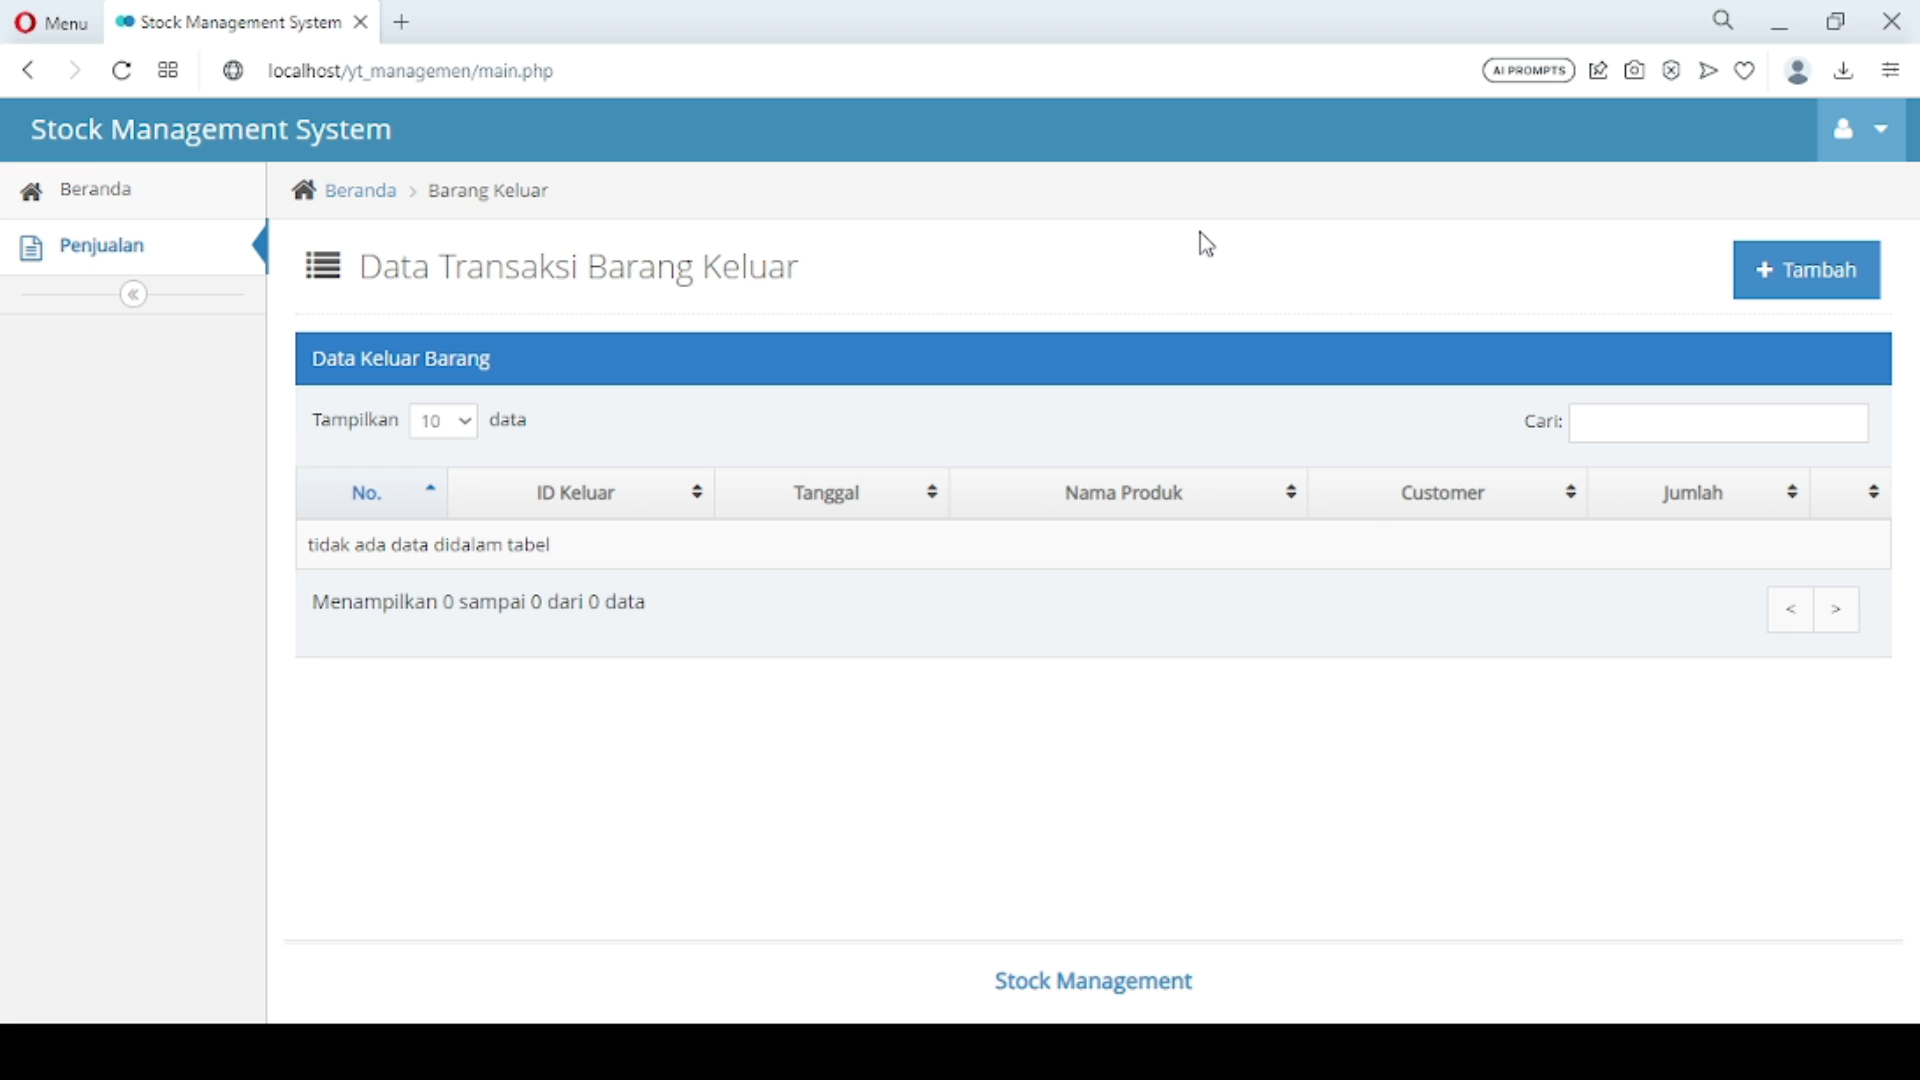 Menu
Stock Management System
localhost/yt_managemen/main.php
AI PROMPTS
Stock Management System
Beranda
Penjualan
Beranda > Barang Keluar
Data Transaksi Barang Keluar
+ Tambah
Data Keluar Barang
Tampilkan 10 data
Cari:
No. ID Keluar Tanggal Nama Produk Customer Jumlah
tidak ada data didalam tabel
Menampilkan 0 sampai 0 dari 0 data
< >
Stock Management